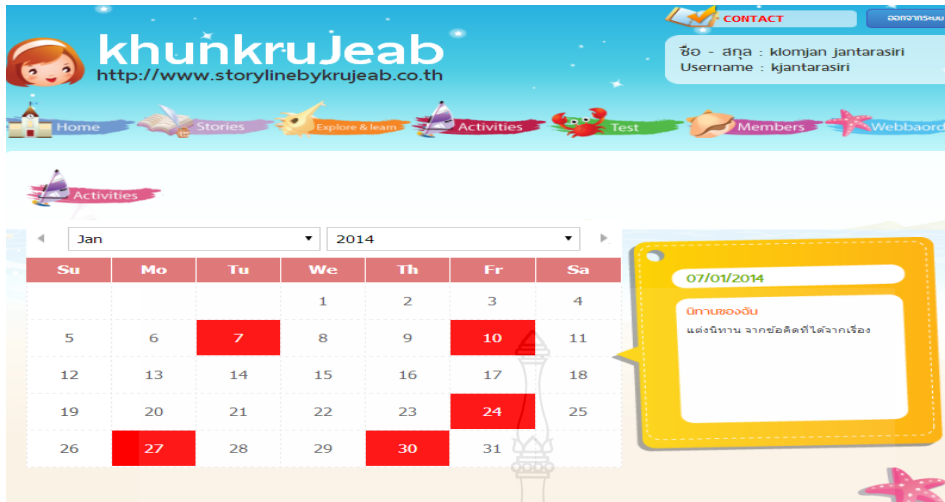 CONTACT
ออกจากระบบ
khunkruJeab
http://www.storylinebykrujeab.co.th
ชื่อ - สกุล : klomjan jantarasiri
Username : kjantarasiri
Home Stories Explore & learn Activities Test Members Webbaord
Activities
Jan 2014
Su Mo Tu We Th Fr Sa
1 2 3 4
5 6 7 8 9 10 11
12 13 14 15 16 17 18
19 20 21 22 23 24 25
26 27 28 29 30 31
07/01/2014
นิทานของฉัน
แต่งนิทาน จากข้อคิดที่ได้จากเรื่อง